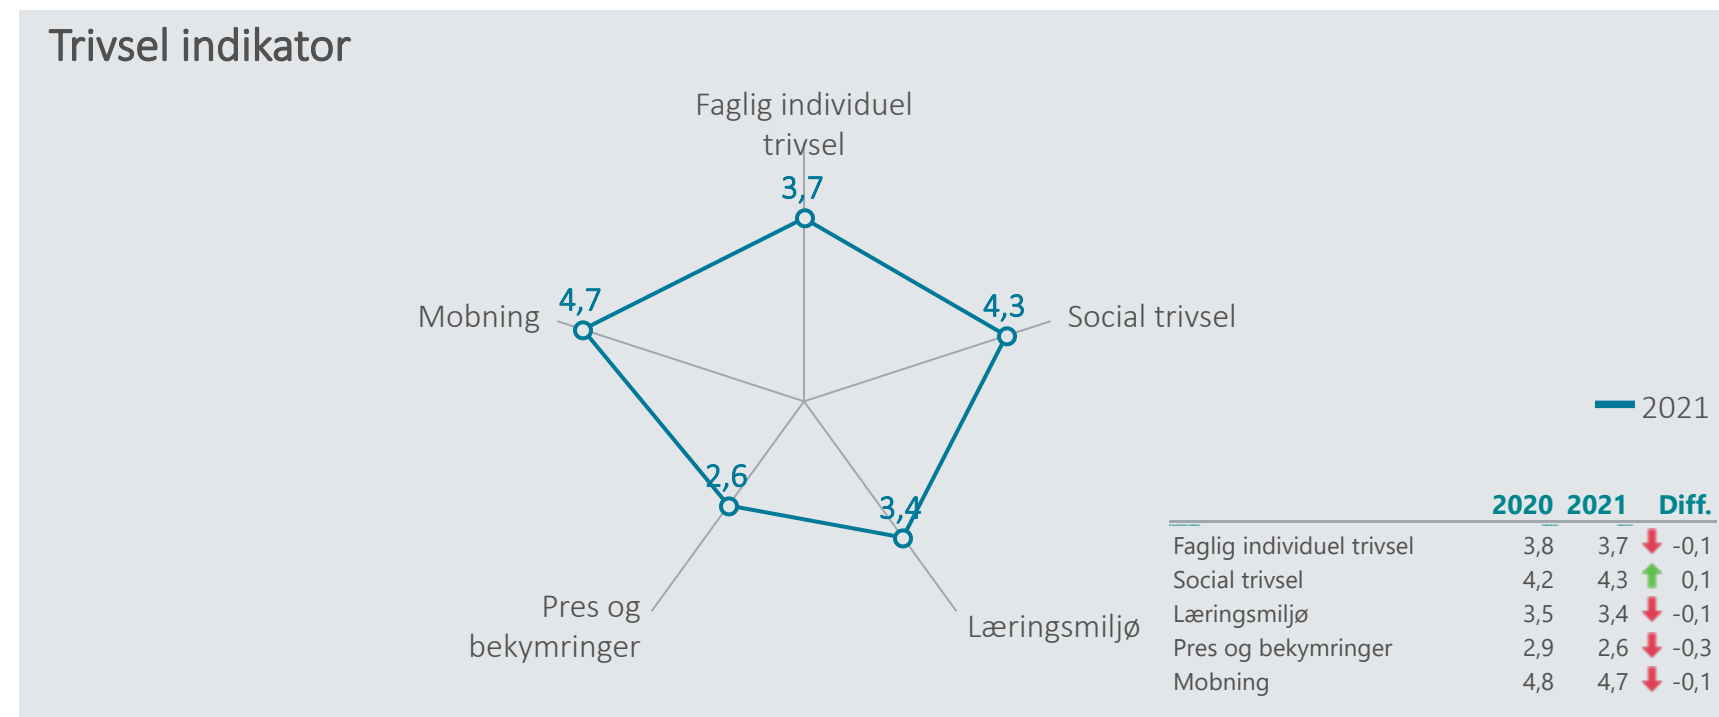 Trivsel indikator
Faglig individuel
trivsel
3,7
4,7
4,3
Mobning
Social trivsel
2021
2,6
3,4
Pres og
bekymringer
Læringsmiljø
2020 2021 Diff.
Faglig individuel trivsel 3,8 3,7 -0,1
Social trivsel 4,2 4,3 0,1
Læringsmiljø 3,5 3,4 -0,1
Pres og bekymringer 2,9 2,6 -0,3
Mobning 4,8 4,7 -0,1